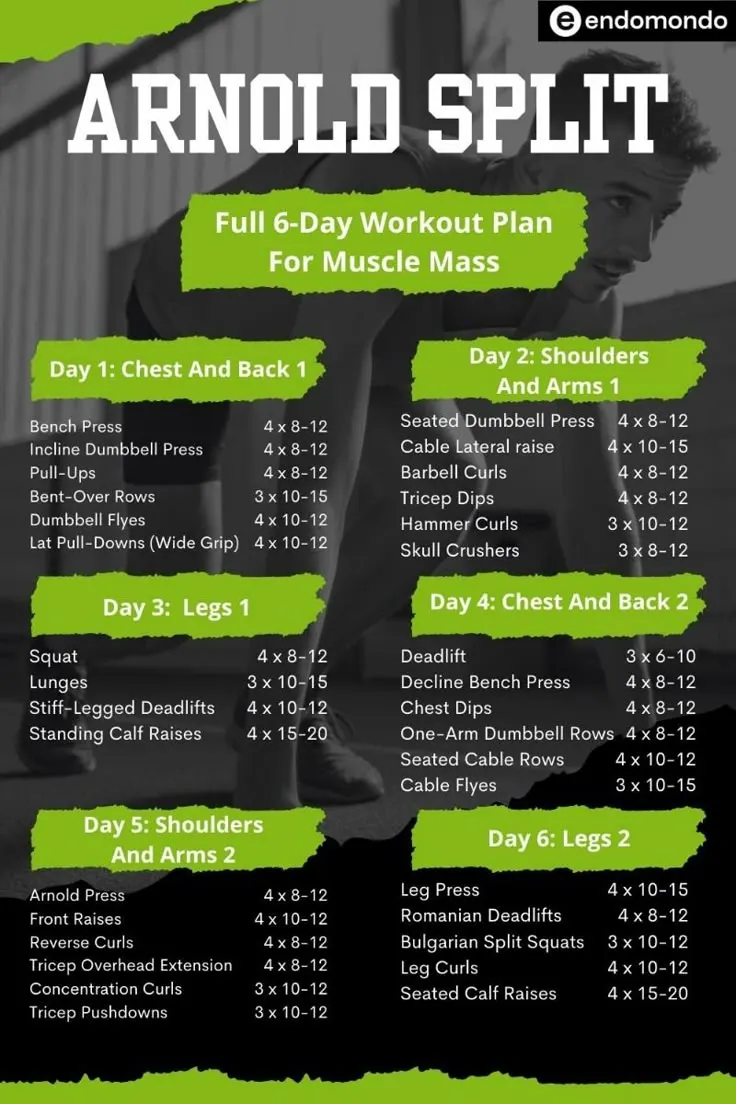 endomondo
ARNOLD SPLIT
Full 6-Day Workout Plan
For Muscle Mass
Day 1: Chest And Back 1
Bench Press 4 x 8-12
Incline Dumbbell Press 4 x 8-12
Pull-Ups 4 x 8-12
Bent-Over Rows 3 x 10-15
Dumbbell Flyes 4 x 10-12
Lat Pull-Downs (Wide Grip) 4 x 10-12
Day 2: Shoulders
And Arms 1
Seated Dumbbell Press 4 x 8-12
Cable Lateral raise 4 x 10-15
Barbell Curls 4 x 8-12
Tricep Dips 4 x 8-12
Hammer Curls 3 x 10-12
Skull Crushers 3 x 8-12
Day 3: Legs 1
Squat 4 x 8-12
Lunges 3 x 10-15
Stiff-Legged Deadlifts 4 x 10-12
Standing Calf Raises 4 x 15-20
Day 4: Chest And Back 2
Deadlift 3 x 6-10
Decline Bench Press 4 x 8-12
Chest Dips 4 x 8-12
One-Arm Dumbbell Rows 4 x 8-12
Seated Cable Rows 4 x 10-12
Cable Flyes 3 x 10-15
Day 5: Shoulders
And Arms 2
Arnold Press 4 x 8-12
Front Raises 4 x 10-12
Reverse Curls 4 x 8-12
Tricep Overhead Extension 4 x 8-12
Concentration Curls 3 x 10-12
Tricep Pushdowns 3 x 10-12
Day 6: Legs 2
Leg Press 4 x 10-15
Romanian Deadlifts 4 x 8-12
Bulgarian Split Squats 3 x 10-12
Leg Curls 4 x 10-12
Seated Calf Raises 4 x 15-20